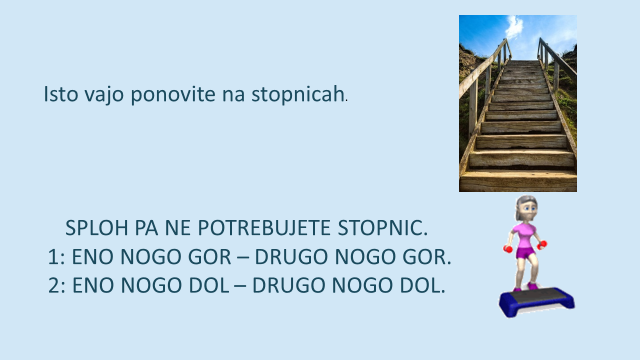 Isto vajo ponovite na stopnicah.
SPLOH PA NE POTREBUJETE STOPNIC.
1: ENO NOGO GOR – DRUGO NOGO GOR.
2: ENO NOGO DOL – DRUGO NOGO DOL.